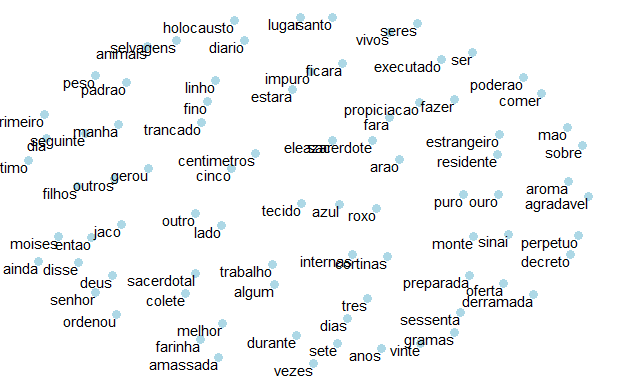 holocausto
lugar
santo
seres
vivos
animais
selvagens
diario
peso
padrao
linho
impuro
ficara
executado
ser
poderao
comer
estara
fino
propiciacao
fazer
rimeiro
dia
seguinte
manha
trancado
fara
mao
sobre
eleazar
sacerdote
estrangeiro
timo
centimetros
cinco
arao
residente
filhos
outros
gerou
aroma
agradavel
puro
ouro
tecido
azul
roxo
outro
lado
jaco
moises
entao
monte
sinai
perpetuo
decreto
internas
cortinas
ainda
disse
deus
sacerdotal
colete
trabalho
algum
preparada
oferta
derramada
senhor
ordenou
tres
dias
sessenta
gramas
melhor
farinha
amassada
durante
sete
vezes
anos
vinte